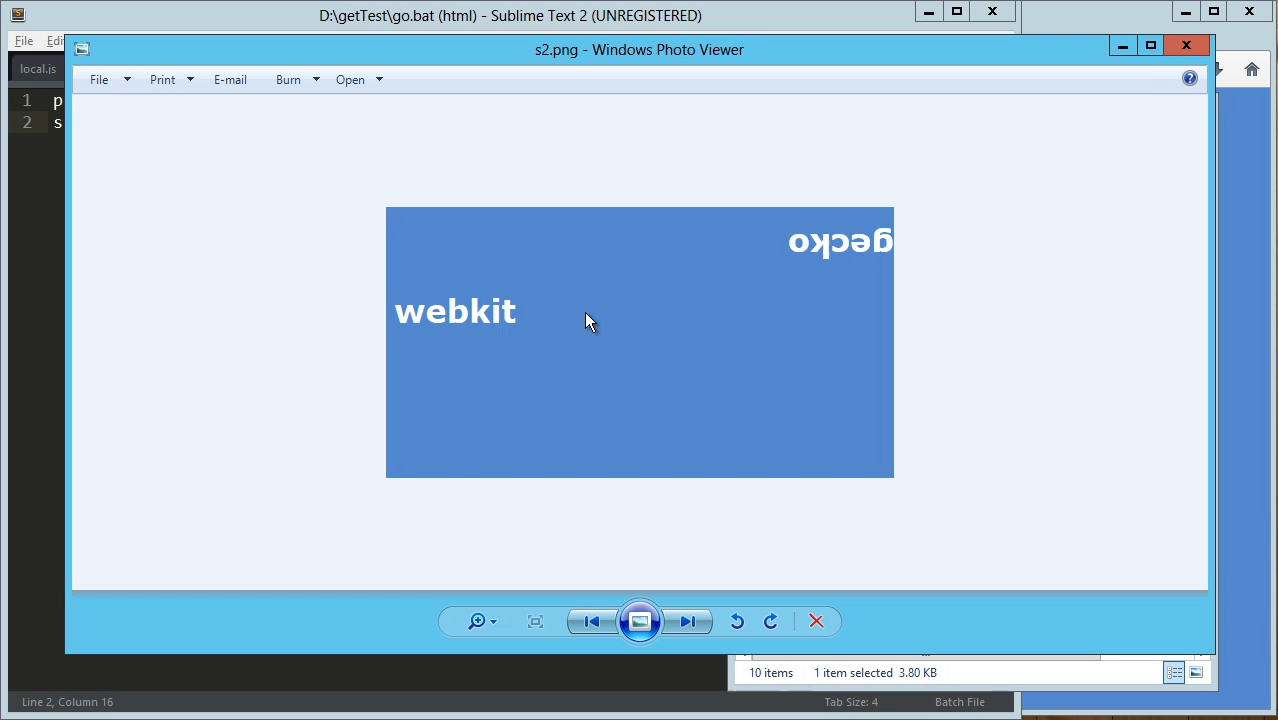 D:\getTest\go.bat (html) - Sublime Text 2 (UNREGISTERED)
File Edi
s2.png - Windows Photo Viewer
local.js
File Print E-mail Burn Open
1 p
2 s
gecko
webkit
10 items 1 item selected 3.80 KB
Line 2, Column 16 Tab Size: 4 Batch File